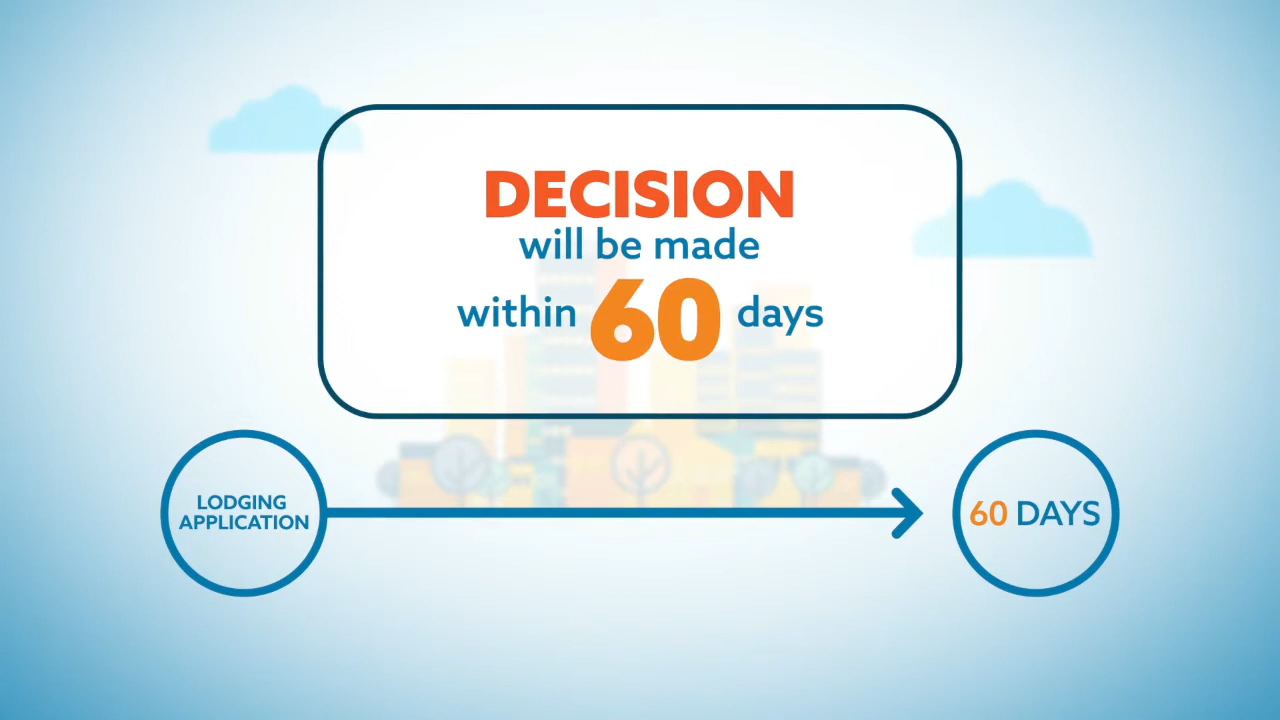 DECISION
will be made
within 60 days
LODGING
APPLICATION
60 DAYS